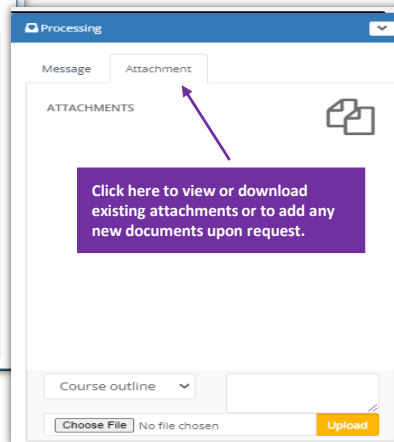 Processing
Message Attachment
ATTACHMENTS
Click here to view or download
existing attachments or to add any
new documents upon request.
Course outline
Choose File No file chosen Upload